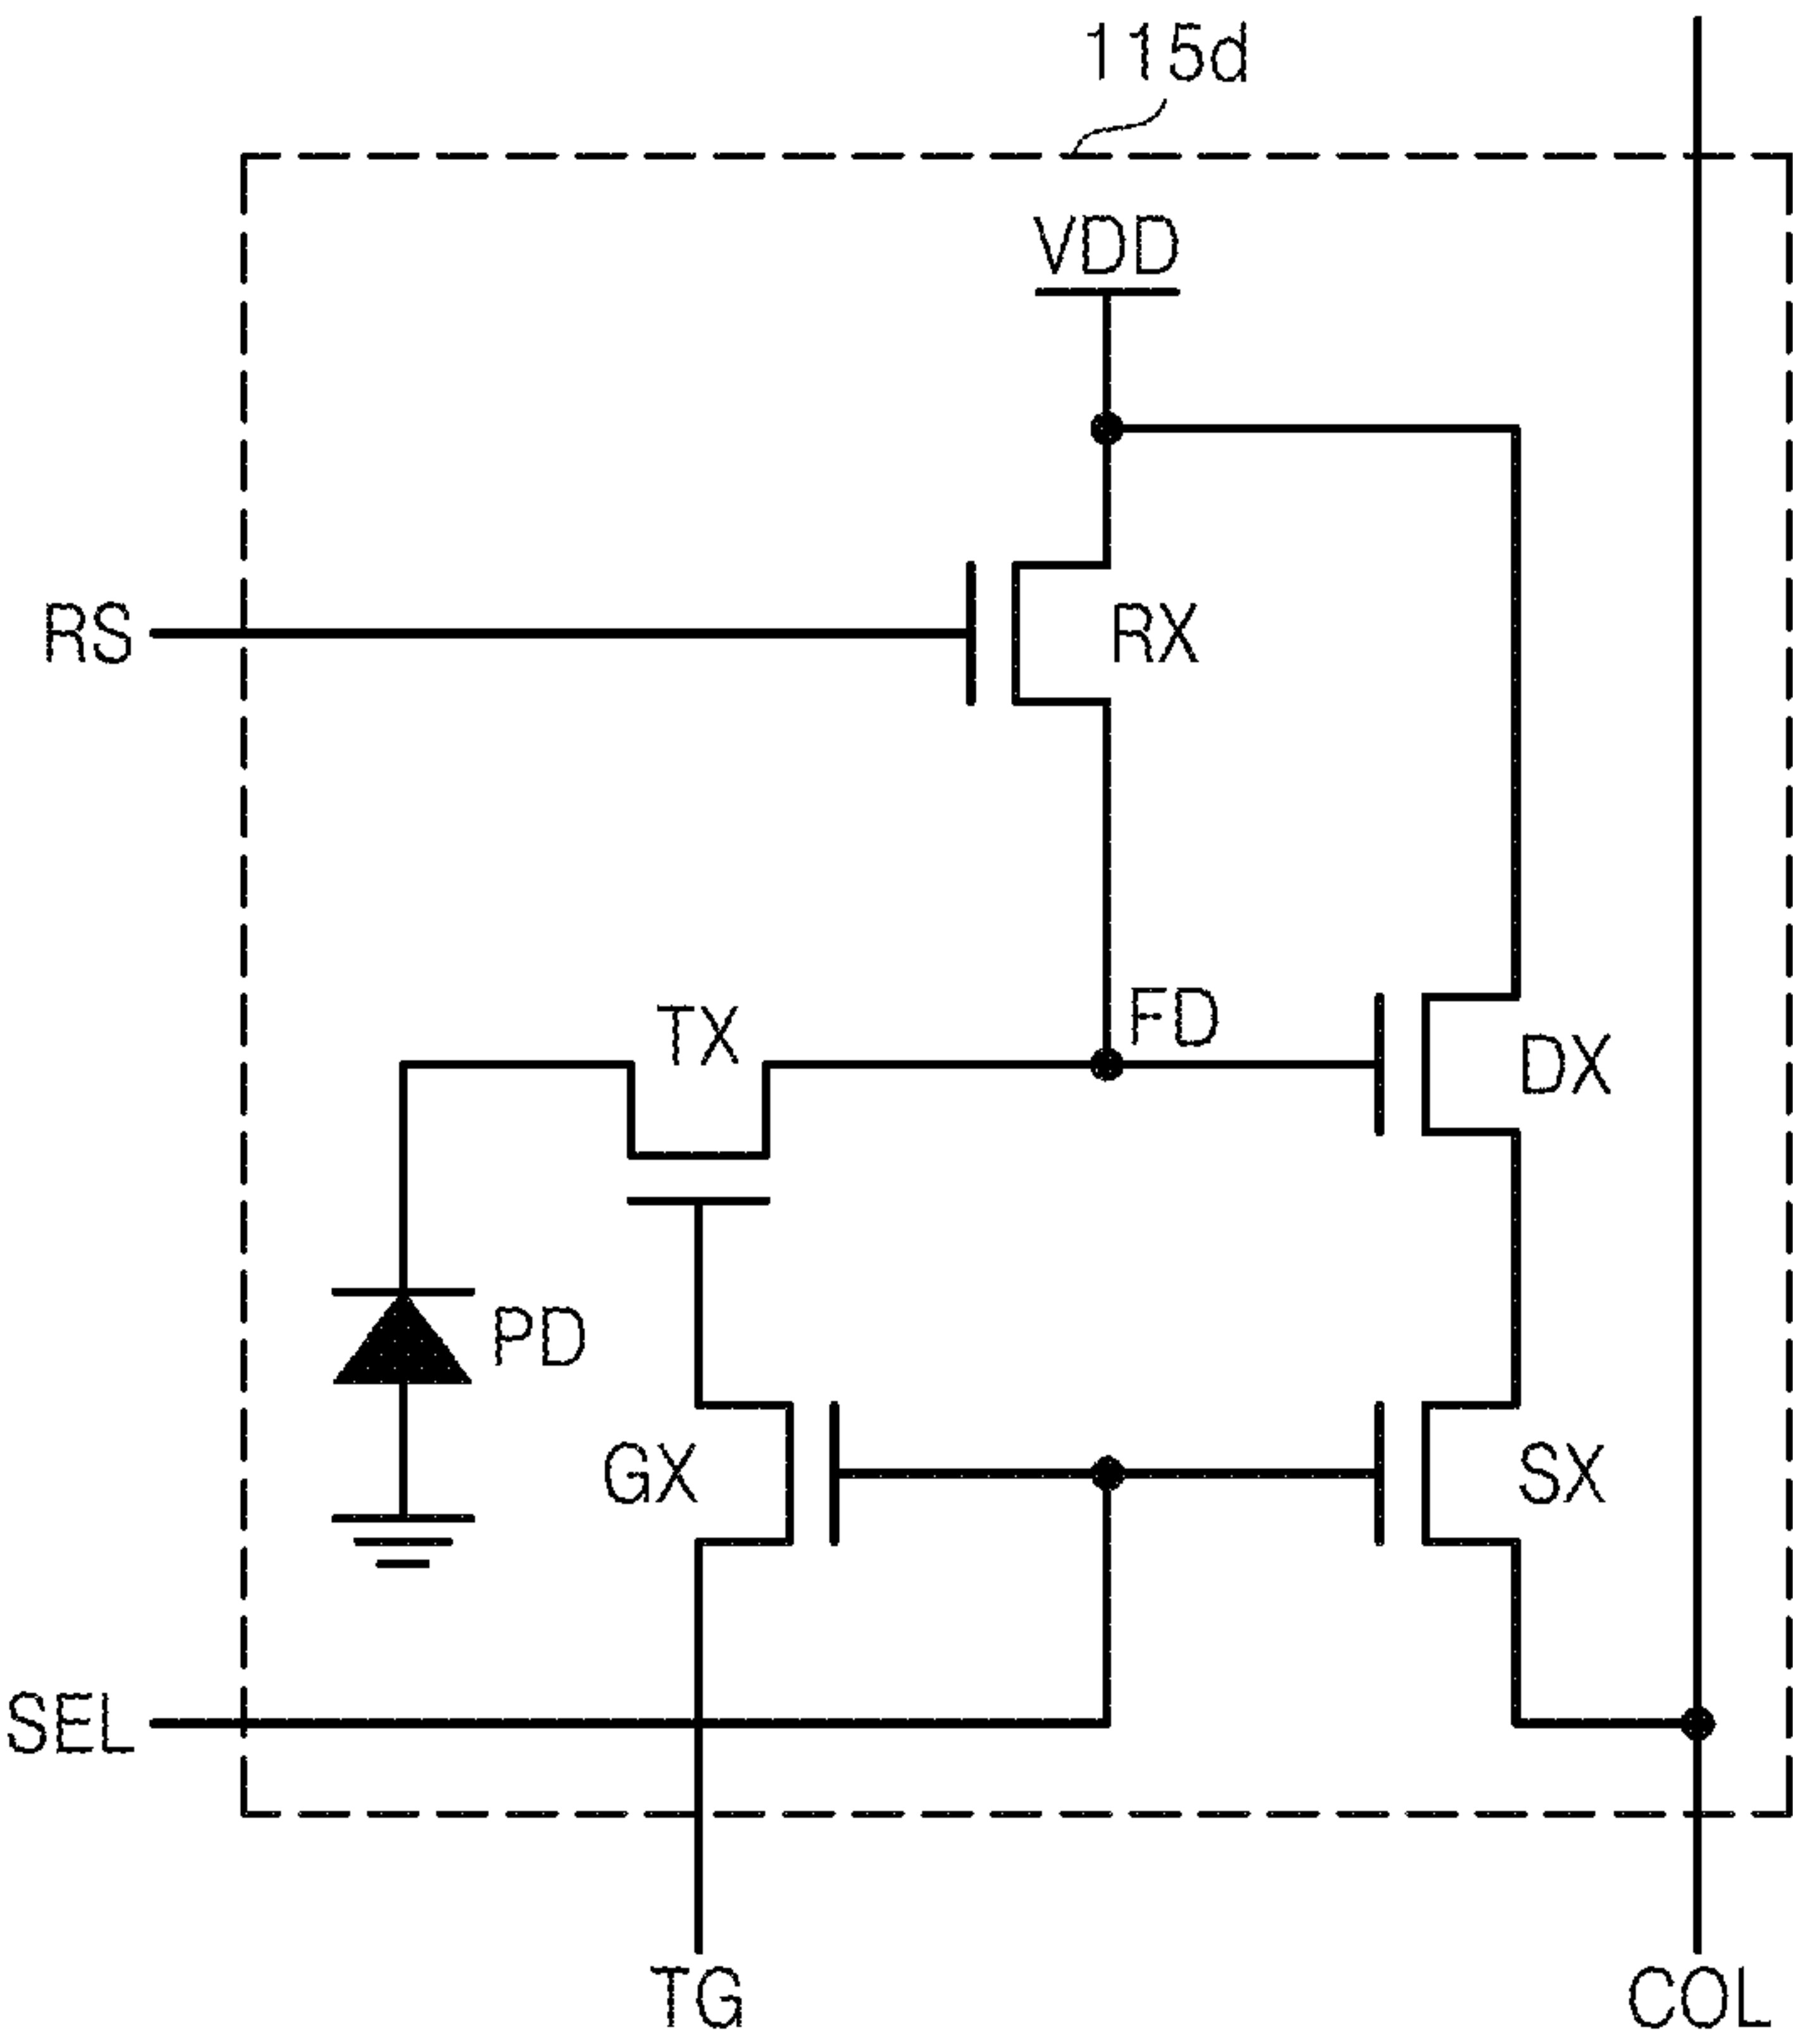 115d
VDD
RS
RX
TX
FD
DX
PD
GX
SX
SEL
TG
COL